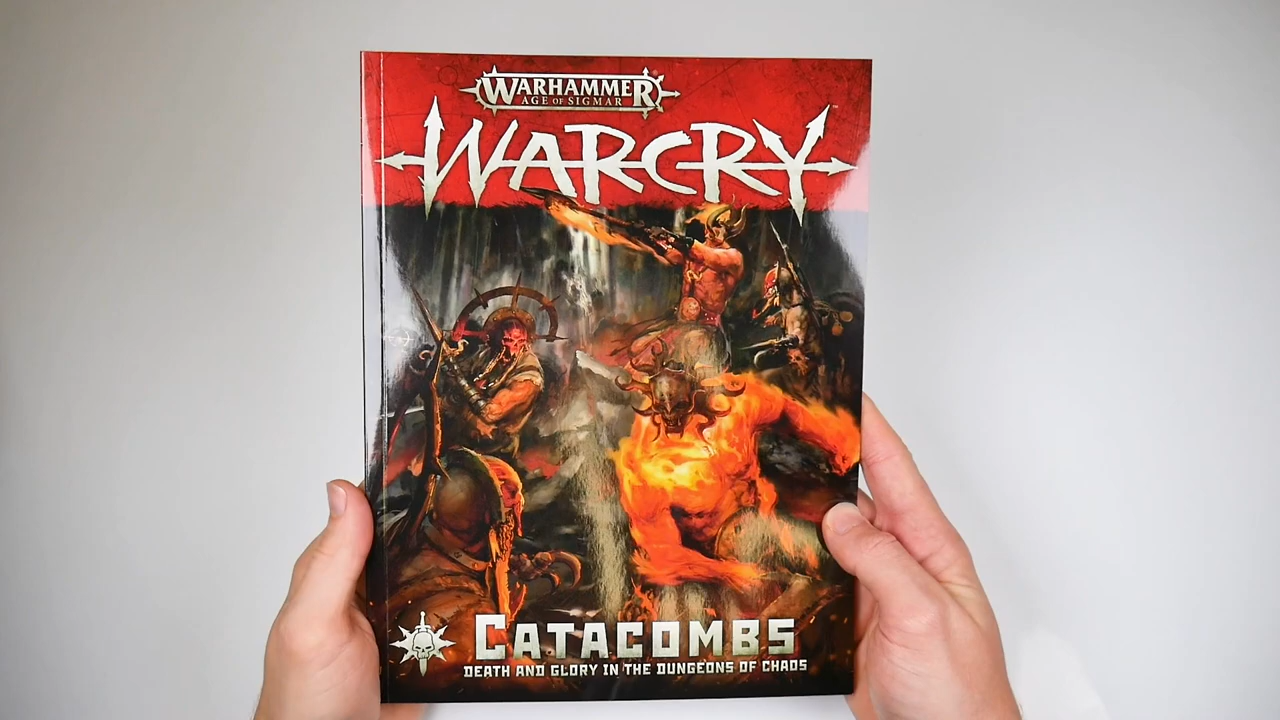 WARHAMMER
AGE OF SIGMAR
WARCRY
CATACOMBS
DEATH AND GLORY IN THE DUNGEONS OF CHAOS